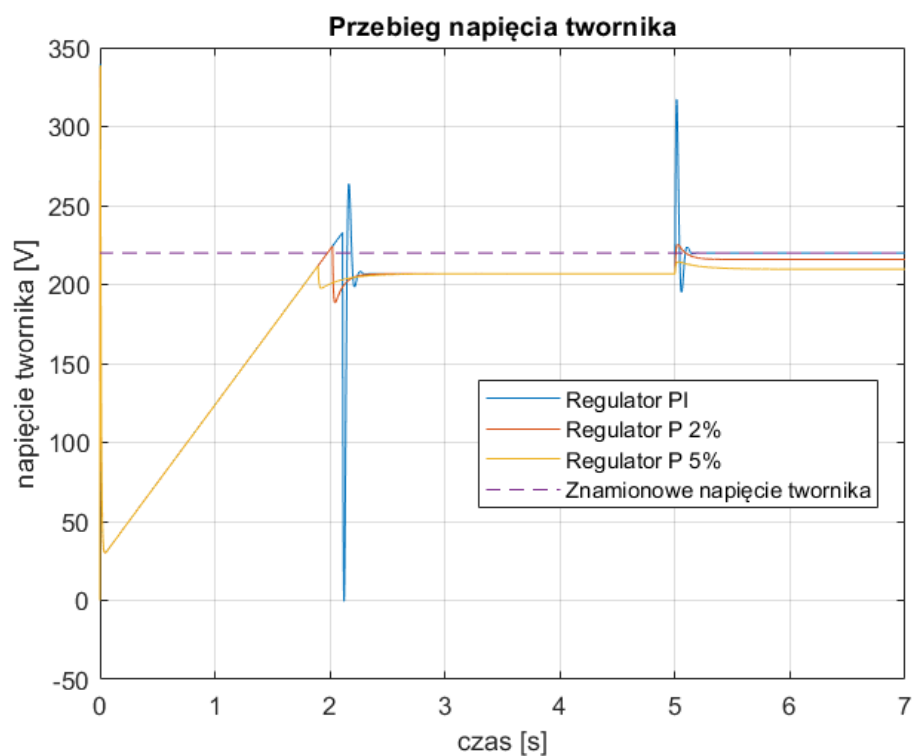 Przebieg napięcia twornika
350
300
250
200
150
100
50
0
-50
napięcie twornika [V]
Regulator PI
Regulator P 2%
Regulator P 5%
Znamionowe napięcie twornika
0 1 2 3 4 5 6 7
czas [s]